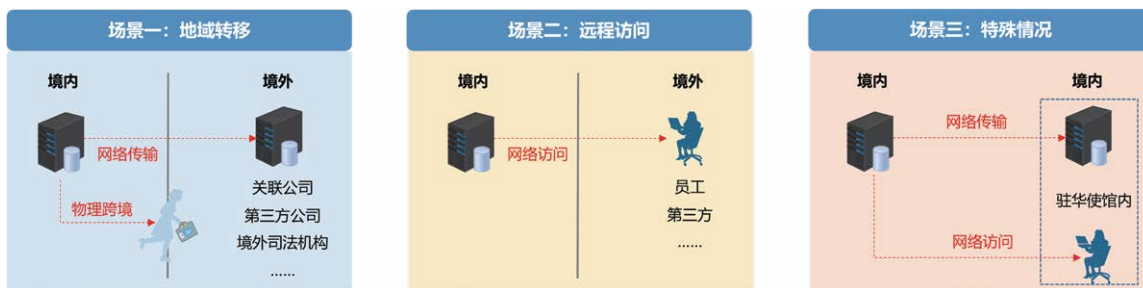 场景一：地域转移
境内
境外
网络传输
物理跨境
关联公司
第三方公司
境外司法机构
......
场景二：远程访问
境内
境外
网络访问
员工
第三方
......
场景三：特殊情况
境内
境内
网络传输
驻华使馆内
网络访问